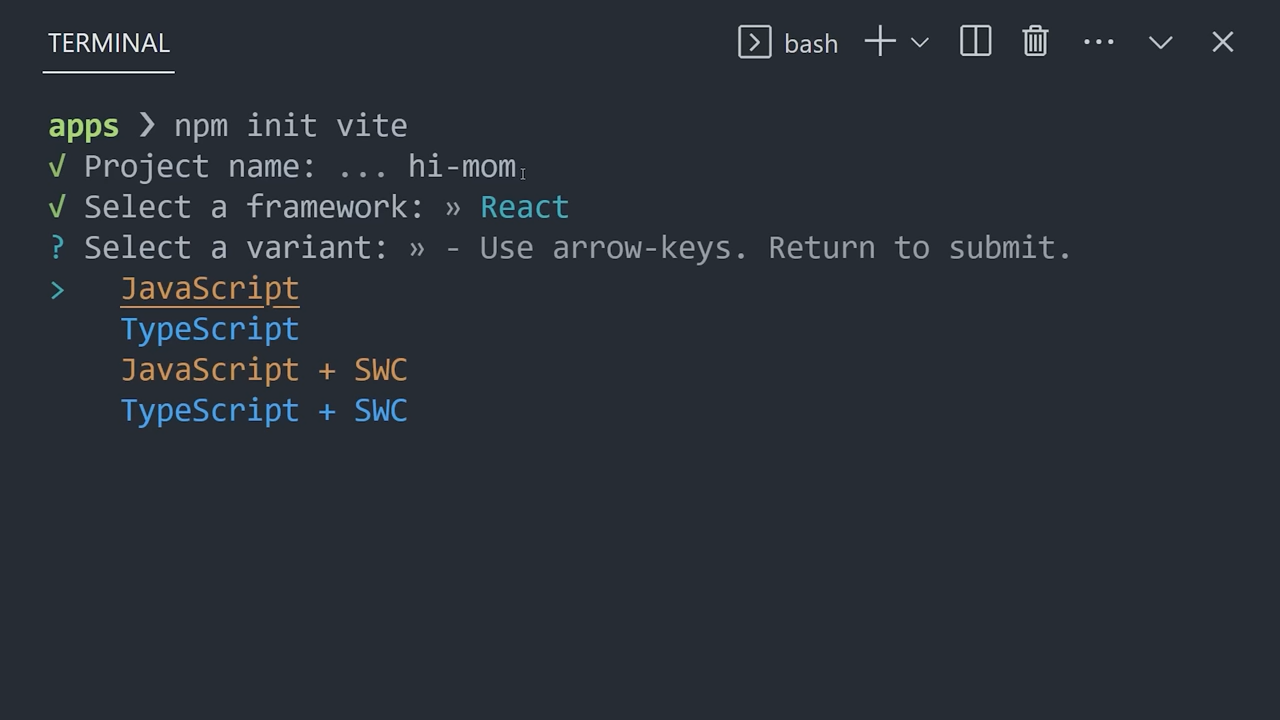 TERMINAL bash
apps ❯ npm init vite
√ Project name: ... hi-mom
√ Select a framework: » React
? Select a variant: » - Use arrow-keys. Return to submit.
> JavaScript
TypeScript
JavaScript + SWC
TypeScript + SWC